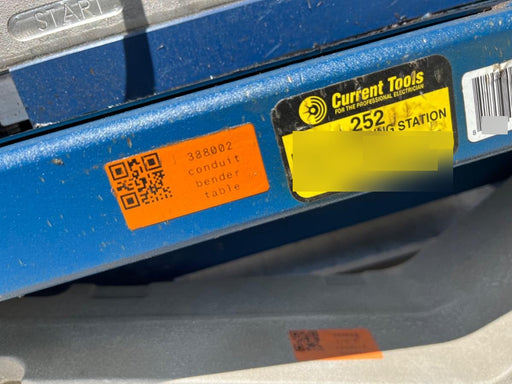 START
Current Tools
FOR THE PROFESSIONAL ELECTRICIAN
252
STATION
388002
conduit
bender
table